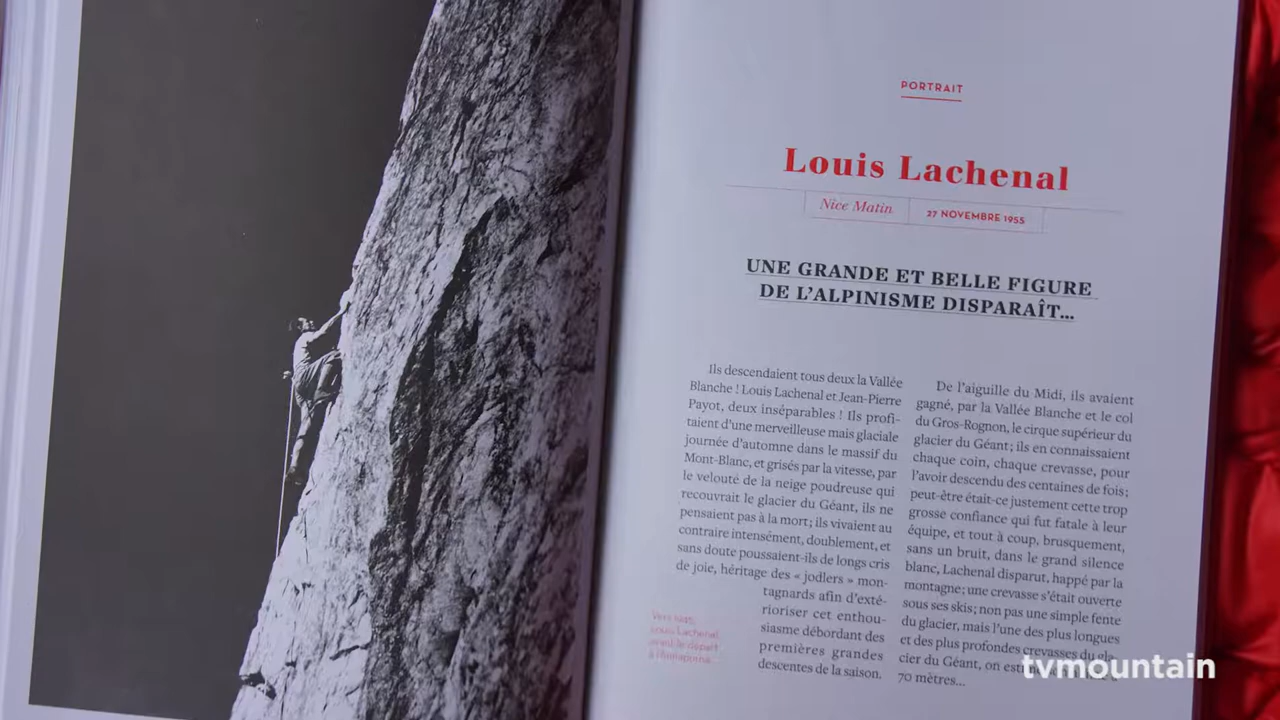 PORTRAIT
Louis Lachenal
Nice Matin 27 NOVEMBRE 1955
UNE GRANDE ET BELLE FIGURE
DE L'ALPINISME DISPARAÎT...
Ils descendaient tous deux la Vallée
Blanche ! Louis Lachenal et Jean-Pierre
Payot, deux inséparables ! Ils profi-
taient d'une merveilleuse mais glaciale
journée d'automne dans le massif du
Mont-Blanc, et grisés par la vitesse, par
le velouté de la neige poudreuse qui
recouvrait le glacier du Géant, ils ne
pensaient pas à la mort ; ils vivaient au
contraire intensément, doublement, et
sans doute poussaient-ils de longs cris
de joie, héritage des « jodlers » mon-
tagnards afin d'exté-
rioriser cet enthou-
siasme débordant des
premières grandes
descentes de la saison.
Louis Lachenal
avant le départ
De l'aiguille du Midi, ils avaient
gagné, par la Vallée Blanche et le col
du Gros-Rognon, le cirque supérieur du
glacier du Géant ; ils en connaissaient
chaque coin, chaque crevasse, pour
l'avoir descendu des centaines de fois ;
peut-être était-ce justement cette trop
grosse confiance qui fut fatale à leur
équipe, et tout à coup, brusquement,
sans un bruit, dans le grand silence
blanc, Lachenal disparut, happé par la
montagne ; une crevasse s'était ouverte
sous ses skis ; non pas une simple fente
du glacier, mais l'une des plus longues
et des plus profondes crevasses du gla-
cier du Géant, on
70 mètres...
tvmountain